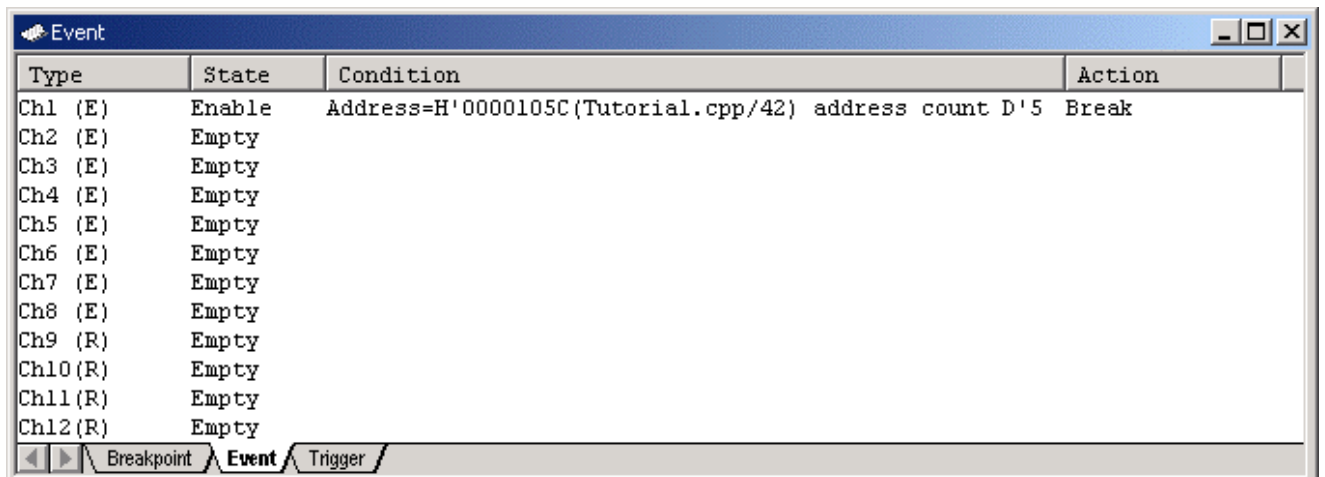 Event
Type State Condition Action
Ch1 (E) Enable Address=H'0000105C(Tutorial.cpp/42) address count D'5 Break
Ch2 (E) Empty
Ch3 (E) Empty
Ch4 (E) Empty
Ch5 (E) Empty
Ch6 (E) Empty
Ch7 (E) Empty
Ch8 (E) Empty
Ch9 (R) Empty
Ch10(R) Empty
Ch11(R) Empty
Ch12(R) Empty
Breakpoint Event Trigger